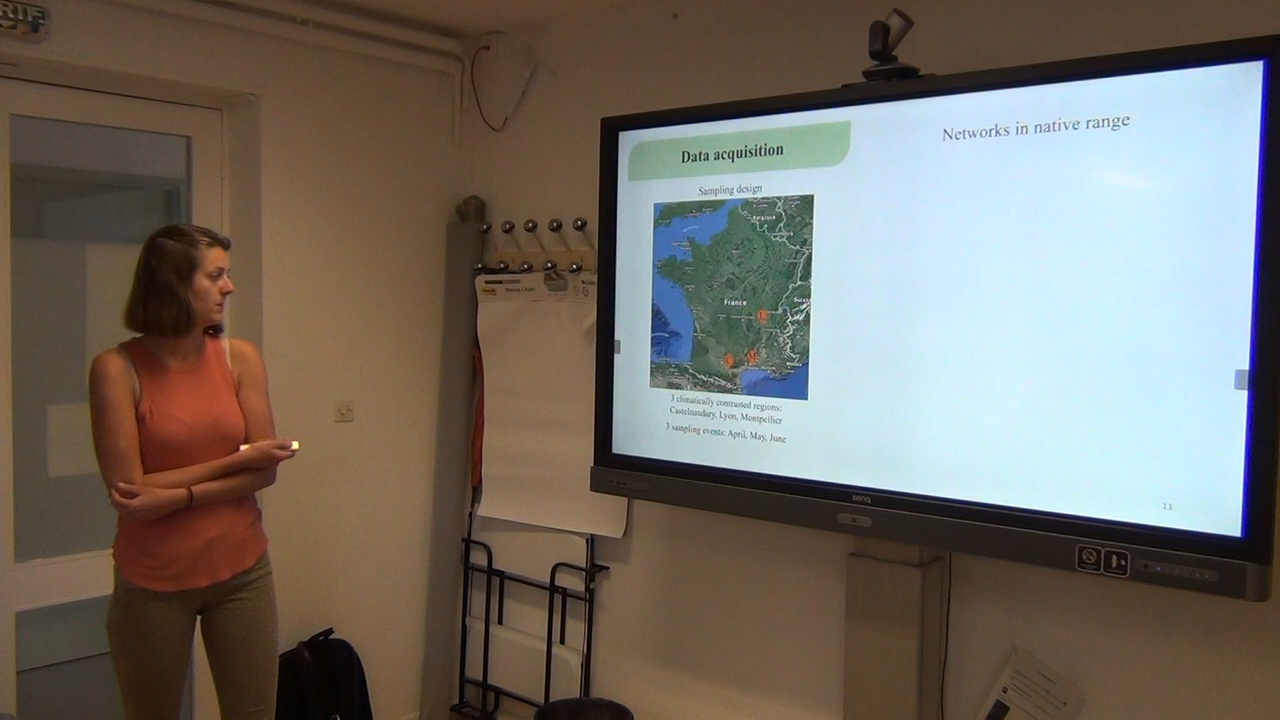 Data acquisition
Networks in native range
Sampling design
Belgique
France
L
C
M
3 climatically contrasted regions:
Castelnaudary, Lyon, Montpellier
3 sampling events: April, May, June
11
BenQ